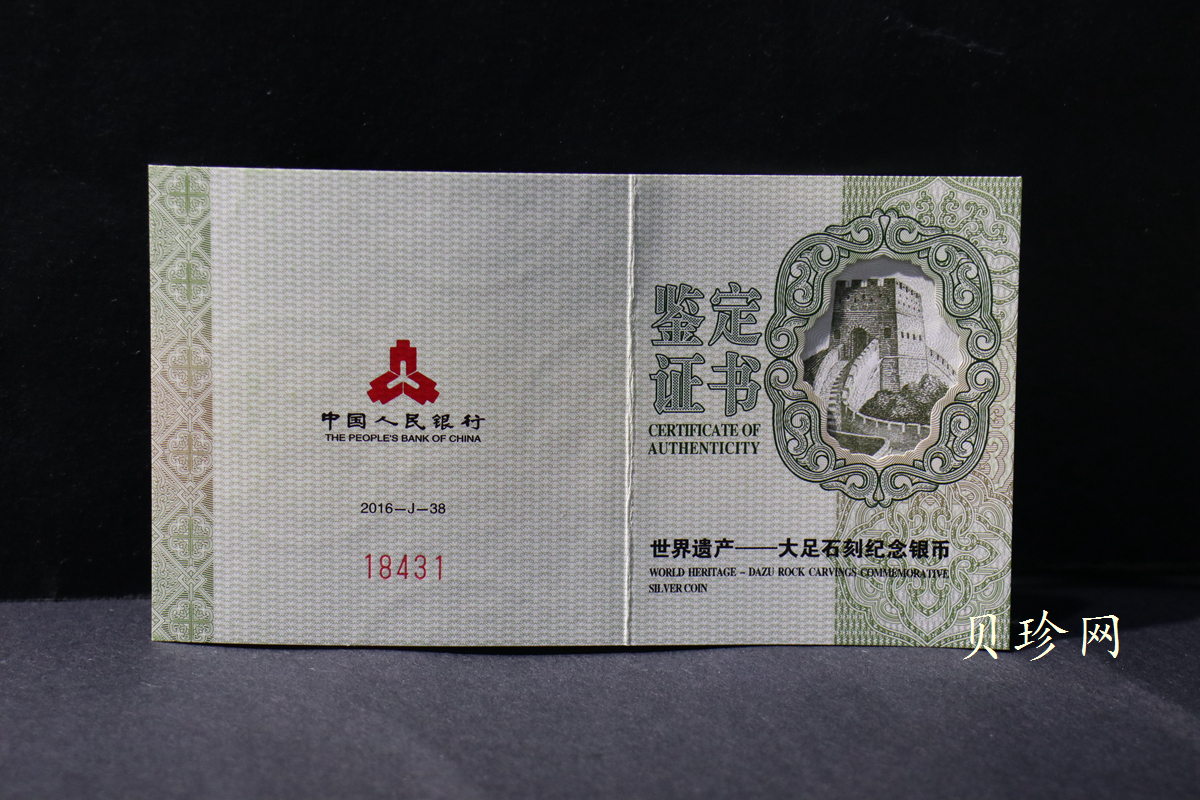 中国人民银行
THE PEOPLE'S BANK OF CHINA
2016—J—38
18431
鉴定
证书
CERTIFICATE OF
AUTHENTICITY
世界遗产——大足石刻纪念银币
WORLD HERITAGE – DAZU ROCK CARVINGS COMMEMORATIVE
SILVER COIN
贝珍网